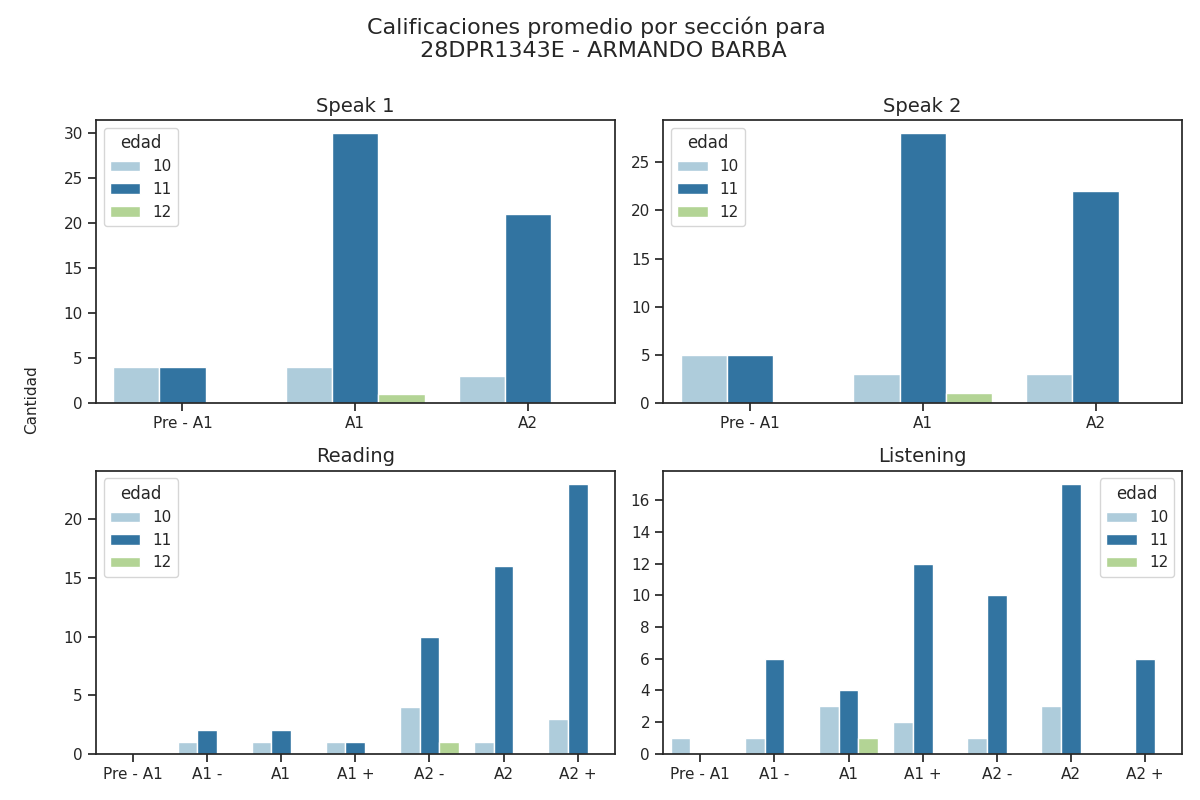 Calificaciones promedio por sección para
28DPR1343E - ARMANDO BARBA
Speak 1
edad
10
11
12
30
25
20
15
10
5
0
Pre - A1
A1
A2
Speak 2
edad
10
11
12
25
20
15
10
5
0
Pre - A1
A1
A2
Cantidad
Reading
edad
10
11
12
20
15
10
5
0
Pre - A1
A1 -
A1
A1 +
A2 -
A2
A2 +
Listening
edad
10
11
12
16
14
12
10
8
6
4
2
0
Pre - A1
A1 -
A1
A1 +
A2 -
A2
A2 +